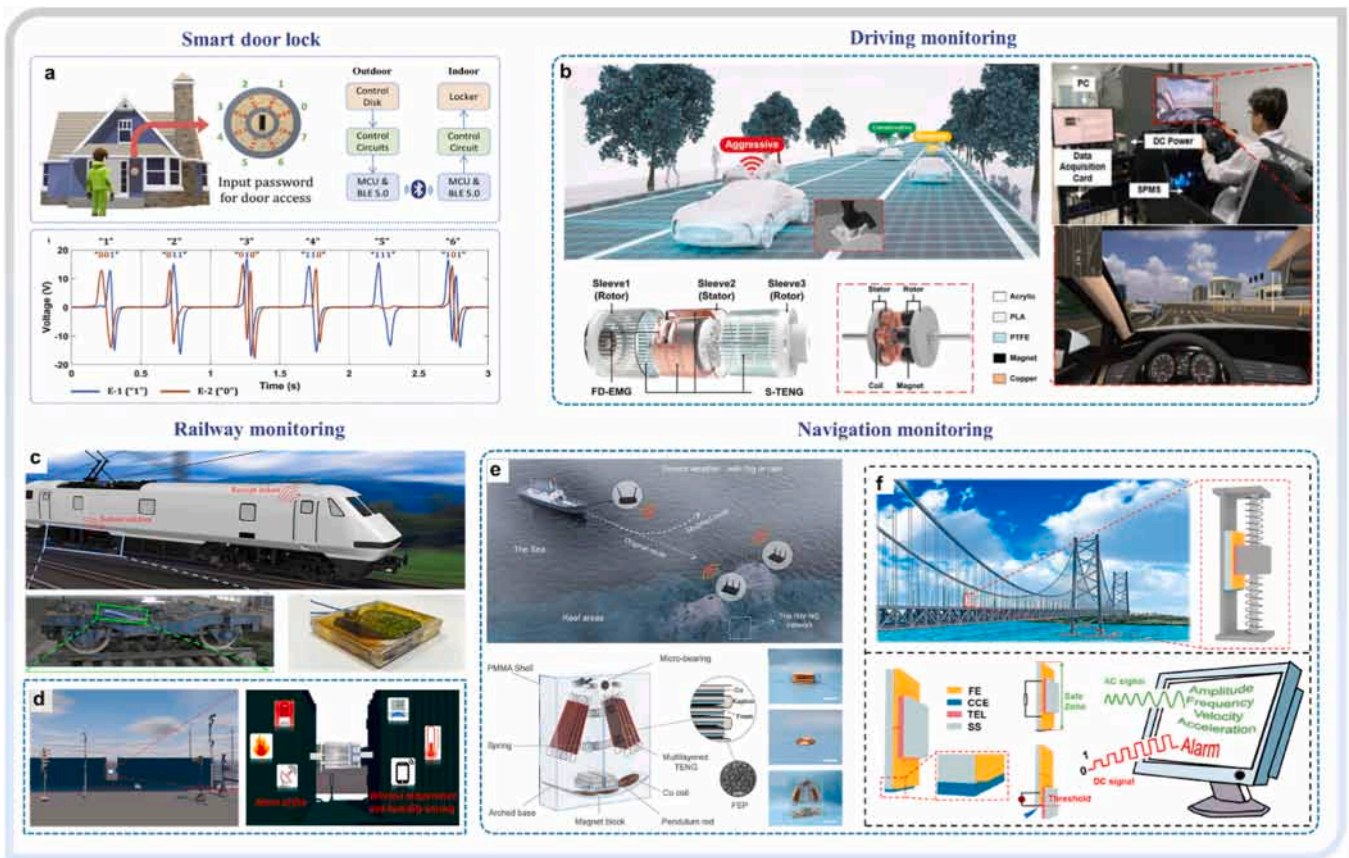 Smart door lock
Driving monitoring
a
2 1
3 0
4 7
5 6
Input password
for door access
Outdoor
Indoor
Control
Disk
Locker
Control
Circuits
Control
Circuit
MCU &
BLE 5.0
MCU &
BLE 5.0
i
"1" "2" "3" "4" "5" "6"
"001" "011" "010" "110" "111" "101"
20
10
0
-10
-20
Voltage (V)
0 0.5 1 1.5 2 2.5 3
Time (s)
E-1 ("1") E-2 ("0")
b
Aggressive
PC
Data
Acquisition
Card
DC Power
SPMS
Sleeve1
(Rotor)
Sleeve2
(Stator)
Sleeve3
(Rotor)
FD-EMG
S-TENG
Stator
Rotor
Coil
Magnet
Acrylic
PLA
PTFE
Magnet
Copper
Railway monitoring
Navigation monitoring
c
d
e
The Sea
Original route
Reef areas
PMMA Shell
Micro-bearing
Cu
Kapton
Foam
Spring
Multilayered
TENG
Cu coil
FEP
Arched base
Magnet block
Pendulum rod
f
FE
CCE
TEL
SS
Safe
Zone
Threshold
AC signal
Amplitude
Frequency
Velocity
Acceleration
1
0
Alarm
DC signal